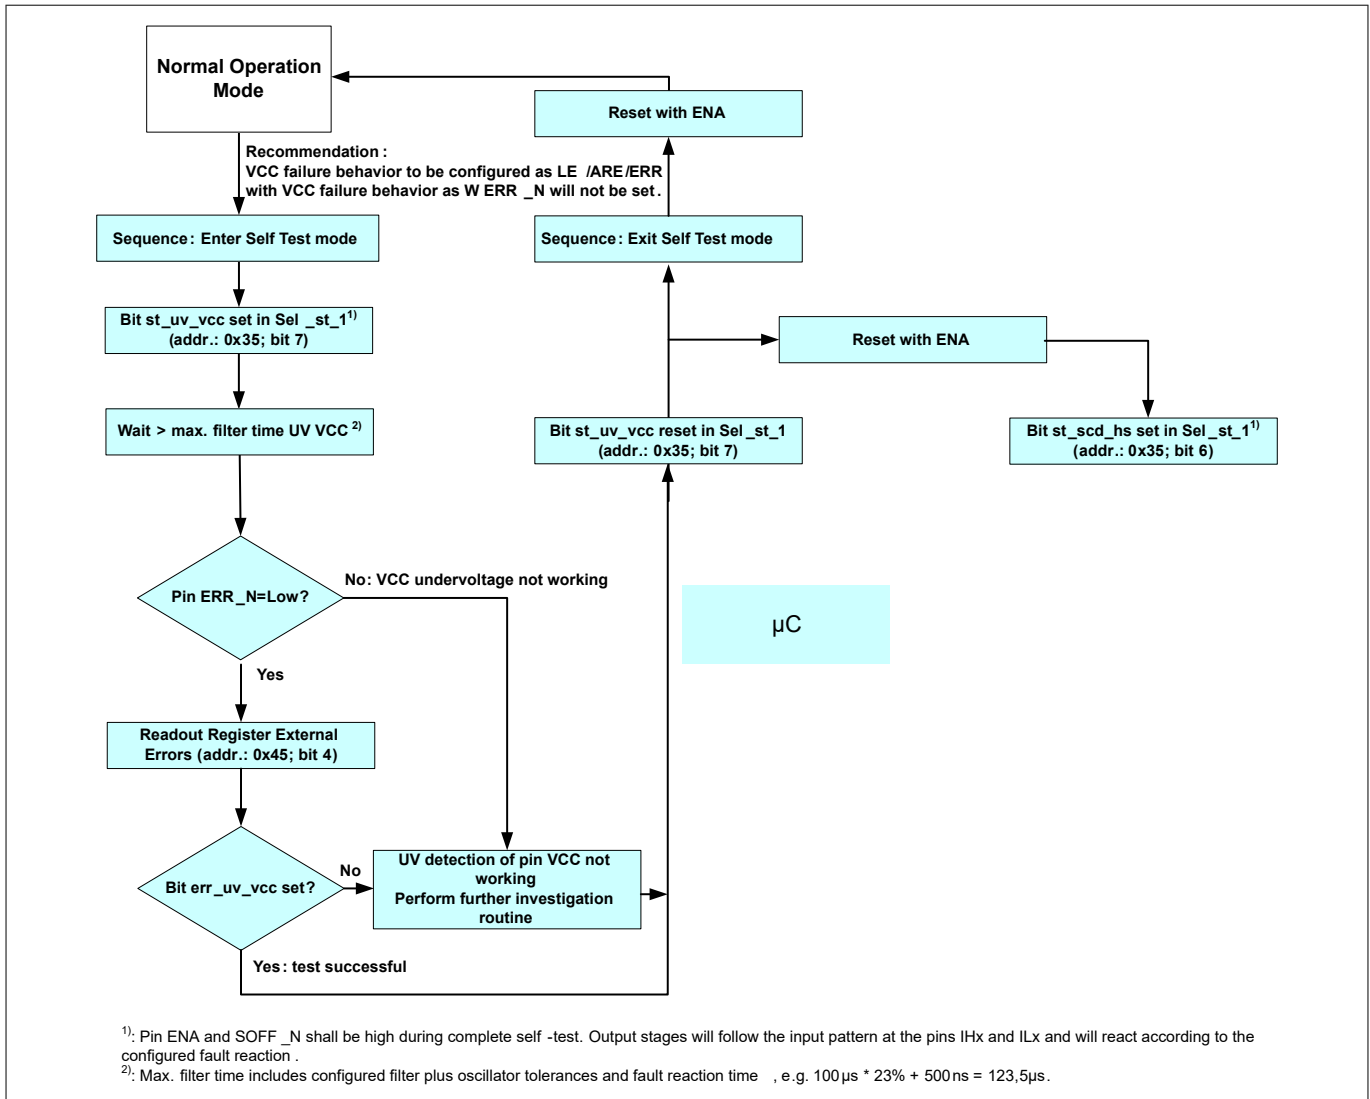 Normal Operation
Mode
Reset with ENA
Recommendation :
VCC failure behavior to be configured as LE /ARE/ERR
with VCC failure behavior as W ERR _N will not be set .
Sequence : Enter Self Test mode
Sequence : Exit Self Test mode
Bit st_uv_vcc set in Sel _st_1 1)
(addr.: 0x35; bit 7)
Reset with ENA
Wait > max. filter time UV VCC 2)
Bit st_uv_vcc reset in Sel _st_1
(addr.: 0x35; bit 7)
Bit st_scd_hs set in Sel _st_1 1)
(addr.: 0x35; bit 6)
Pin ERR _N=Low?
No: VCC undervoltage not working
µC
Yes
Readout Register External
Errors (addr.: 0x45; bit 4)
Bit err _uv_vcc set?
No
UV detection of pin VCC not
working
Perform further investigation
routine
Yes: test successful
1): Pin ENA and SOFF _N shall be high during complete self -test. Output stages will follow the input pattern at the pins IHx and ILx and will react according to the
configured fault reaction .
2): Max. filter time includes configured filter plus oscillator tolerances and fault reaction time , e.g. 100µs * 23% + 500ns = 123,5µs.